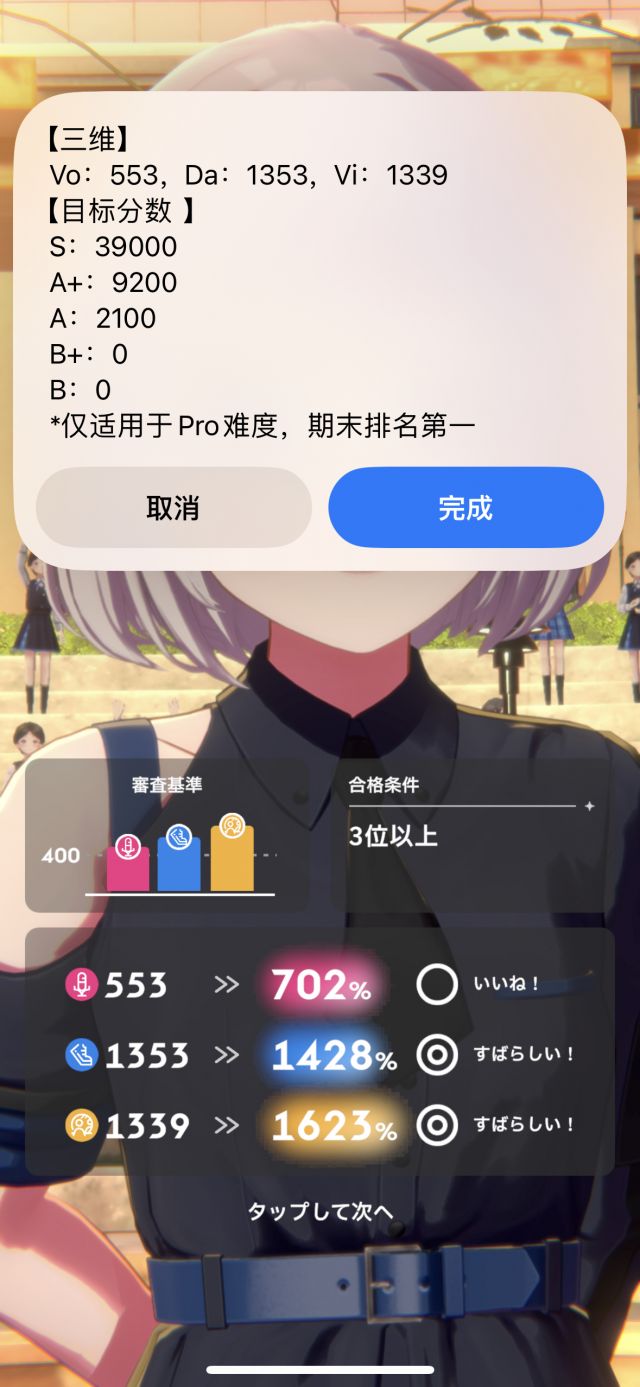 【三维】
Vo：553，Da：1353，Vi：1339
【目标分数 】
S：39000
A+：9200
A：2100
B+：0
B：0
*仅适用于Pro难度，期末排名第一
取消
完成
審査基準
400
合格条件
3位以上
553 >> 702% いいね！
1353 >> 1428% すばらしい！
1339 >> 1623% すばらしい！
タップして次へ